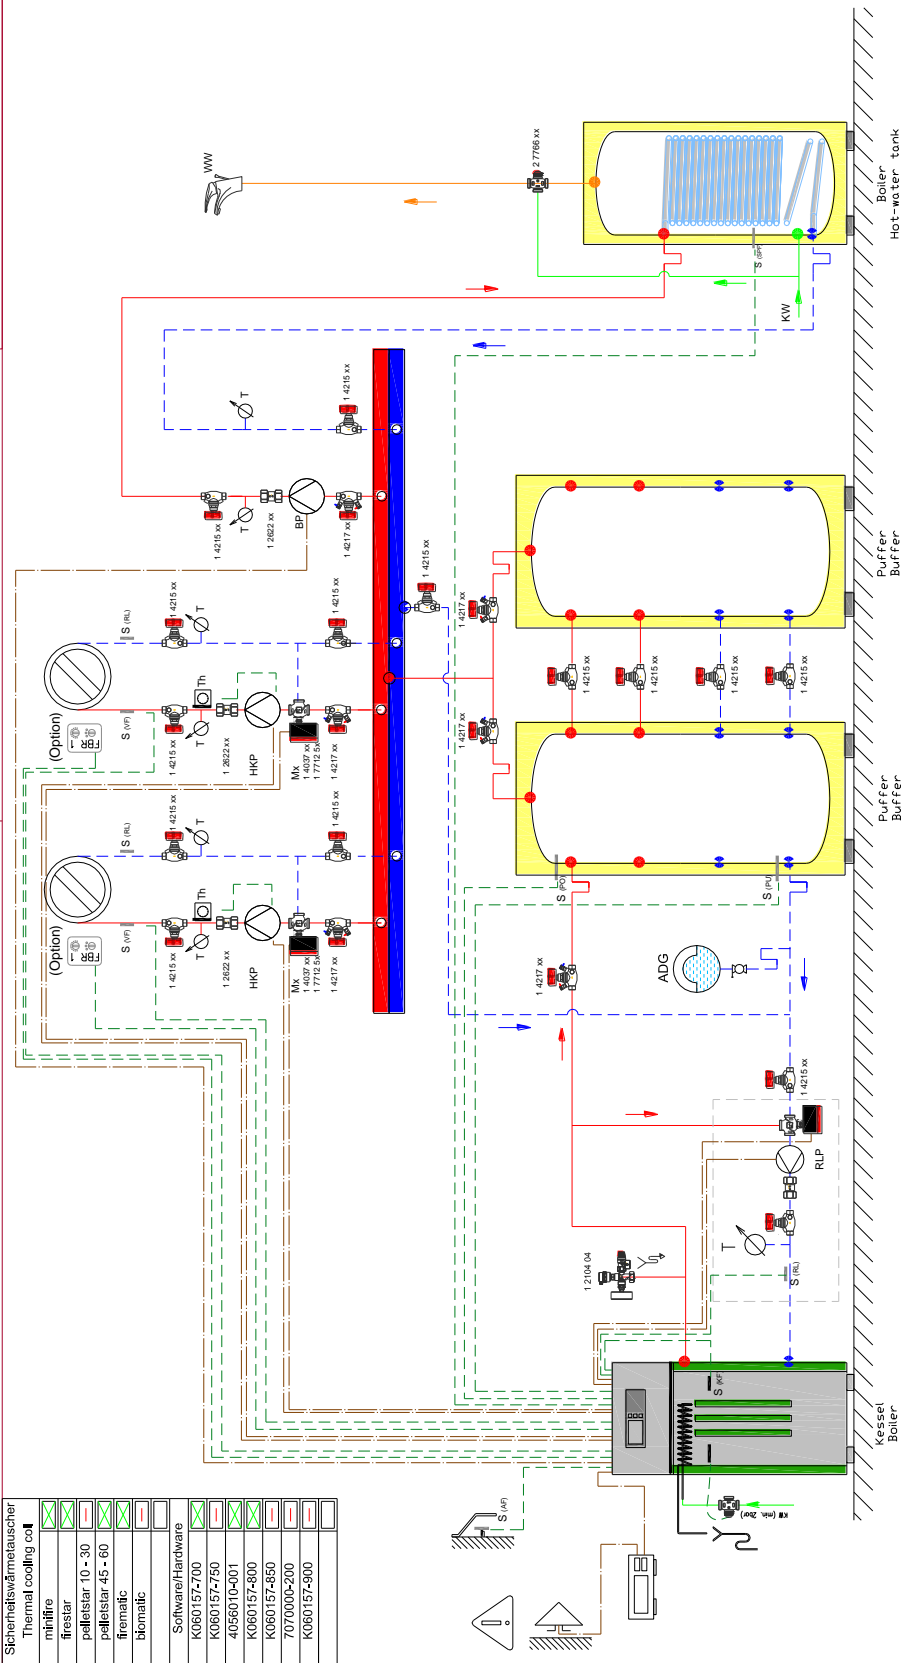 Sicherheitswärmetauscher
Thermal cooling coil
minifire
firestar
pelletstar 10 - 30
pelletstar 45 - 60
firematic
biomatic
Software/Hardware
K060157-700
K060157-750
4056010-001
K060157-800
K060157-850
7070000-200
K060157-900
(Option)
FBR 1
S (VF)
S (RL)
1 4215 xx
T
Th
1 4215 xx
T
1 2622 xx
HKP
Mx
1 4037 xx
1 7712 5x
1 4217 xx
1 4215 xx
(Option)
FBR 1
S (VF)
S (RL)
1 4215 xx
T
Th
1 4215 xx
T
1 2622 xx
HKP
Mx
1 4037 xx
1 7712 5x
1 4217 xx
1 4215 xx
1 4215 xx
T
1 2622 xx
BP
1 4217 xx
T
1 4215 xx
1 4215 xx
WW
2 7766 xx
KW
S (SPF)
Boiler
Hot-water tank
1 4217 xx
1 4217 xx
1 4215 xx
1 4215 xx
1 4215 xx
1 4215 xx
Puffer
Buffer
Puffer
Buffer
S (PO)
S (PU)
1 4217 xx
ADG
1 4215 xx
RLP
T
S (RL)
1 2104 04
S (KF)
S (AF)
KW (min. 2bar)
Kessel
Boiler